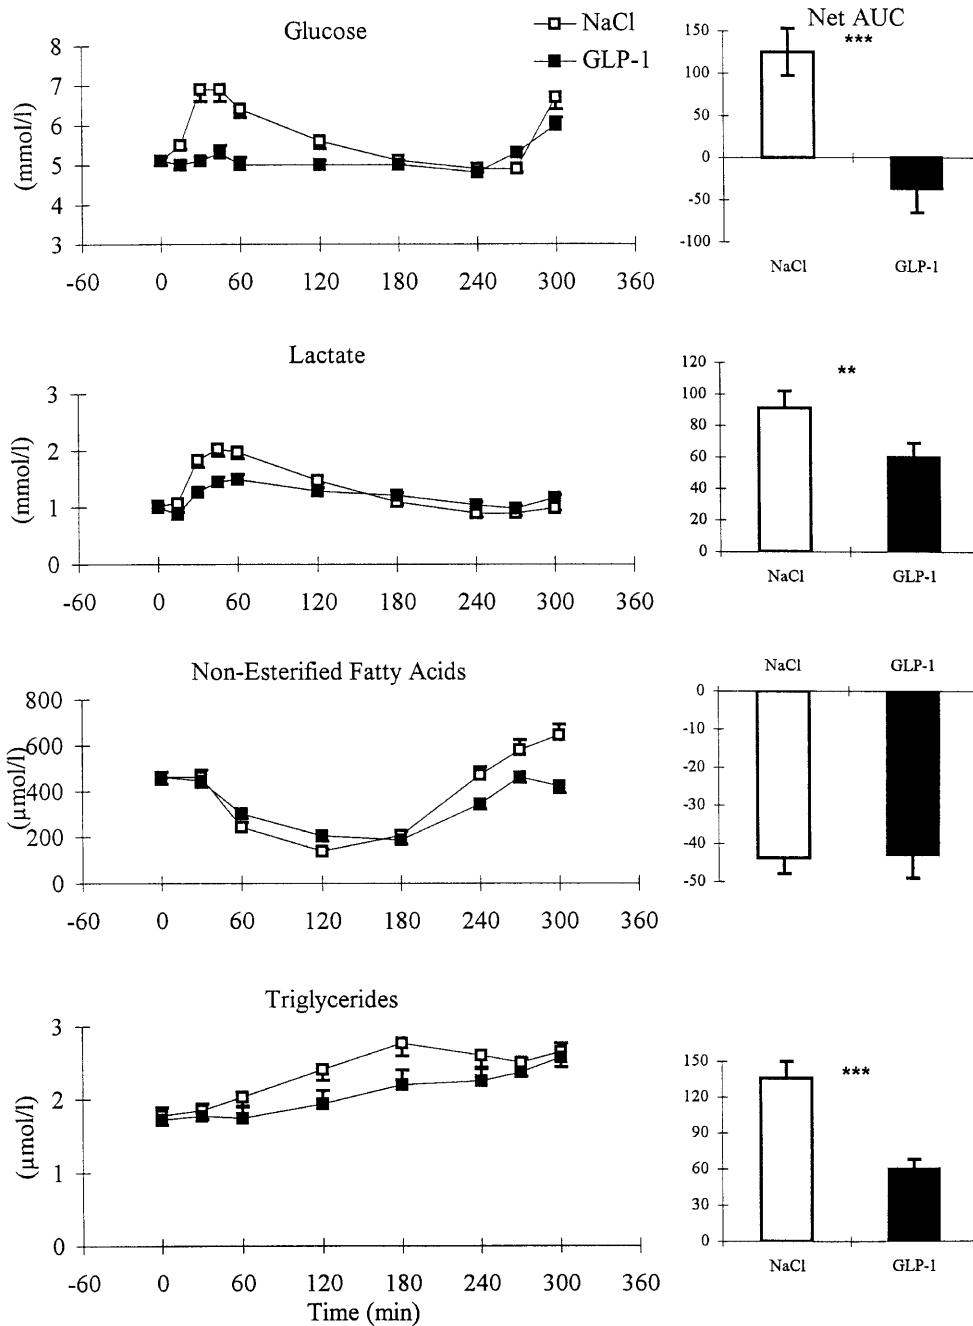 Glucose
NaCl
GLP-1
Net AUC
8
7
6
5
4
3
(mmol/l)
-60 0 60 120 180 240 300 360
150
100
50
0
-50
-100
***
NaCl GLP-1
Lactate
3
2
1
0
(mmol/l)
-60 0 60 120 180 240 300 360
120
100
80
60
40
20
0
**
NaCl GLP-1
Non-Esterified Fatty Acids
800
600
400
200
0
(μmol/l)
-60 0 60 120 180 240 300 360
NaCl GLP-1
0
-10
-20
-30
-40
-50
Triglycerides
3
2
1
0
(μmol/l)
-60 0 60 120 180 240 300 360
Time (min)
150
120
90
60
30
0
***
NaCl GLP-1